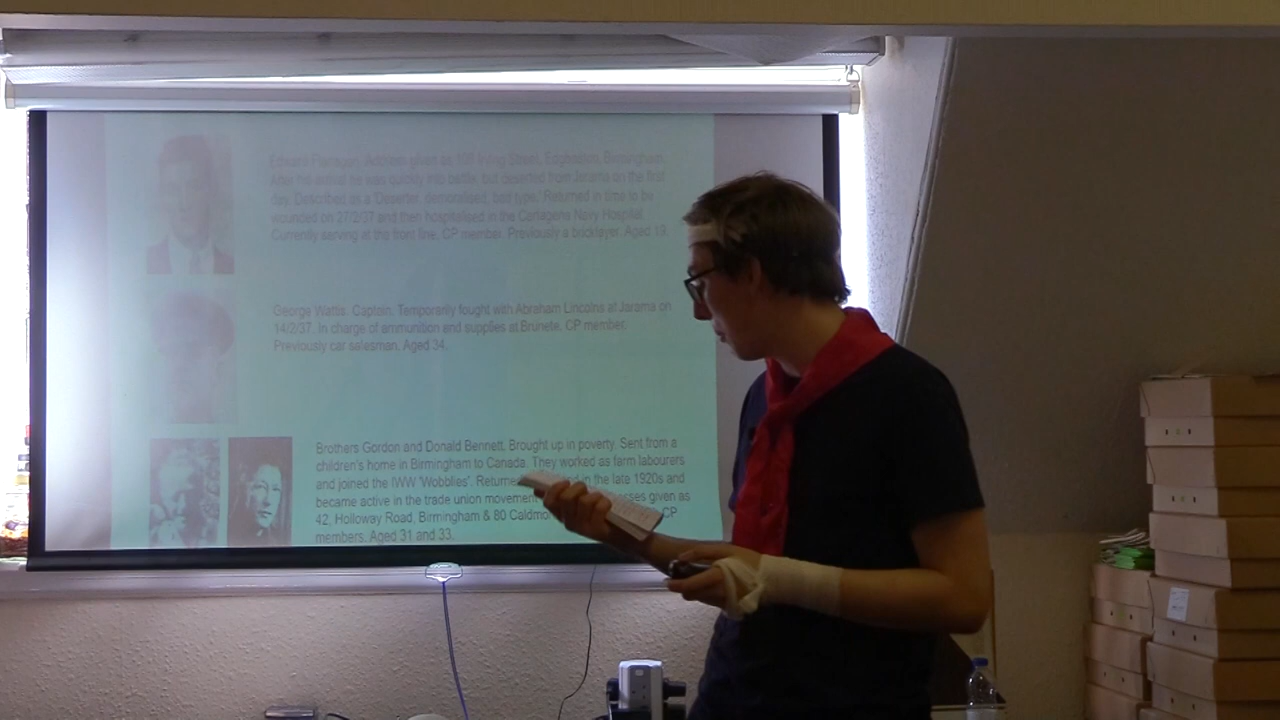 Edward Flanagan. Address given as 108 Irving Street, Edgbaston, Birmingham.
After his arrival he was quickly into battle, but deserted from Jarama on the first
day. Described as a 'Deserter, demoralised, bad type.' Returned in time to be
wounded on 27/2/37 and then hospitalised in the Cartagena Navy Hospital.
Currently serving at the front line. CP member. Previously a bricklayer. Aged 19.
George Wattis. Captain. Temporarily fought with Abraham Lincolns at Jarama on
14/2/37. In charge of ammunition and supplies at Brunete. CP member.
Previously car salesman. Aged 34.
Brothers Gordon and Donald Bennett. Brought up in poverty. Sent from a
children's home in Birmingham to Canada. They worked as farm labourers
and joined the IWW 'Wobblies'. in the late 1920s and
became active in the trade union movement given as
42, Holloway Road, Birmingham & 80 CP
members. Aged 31 and 33.